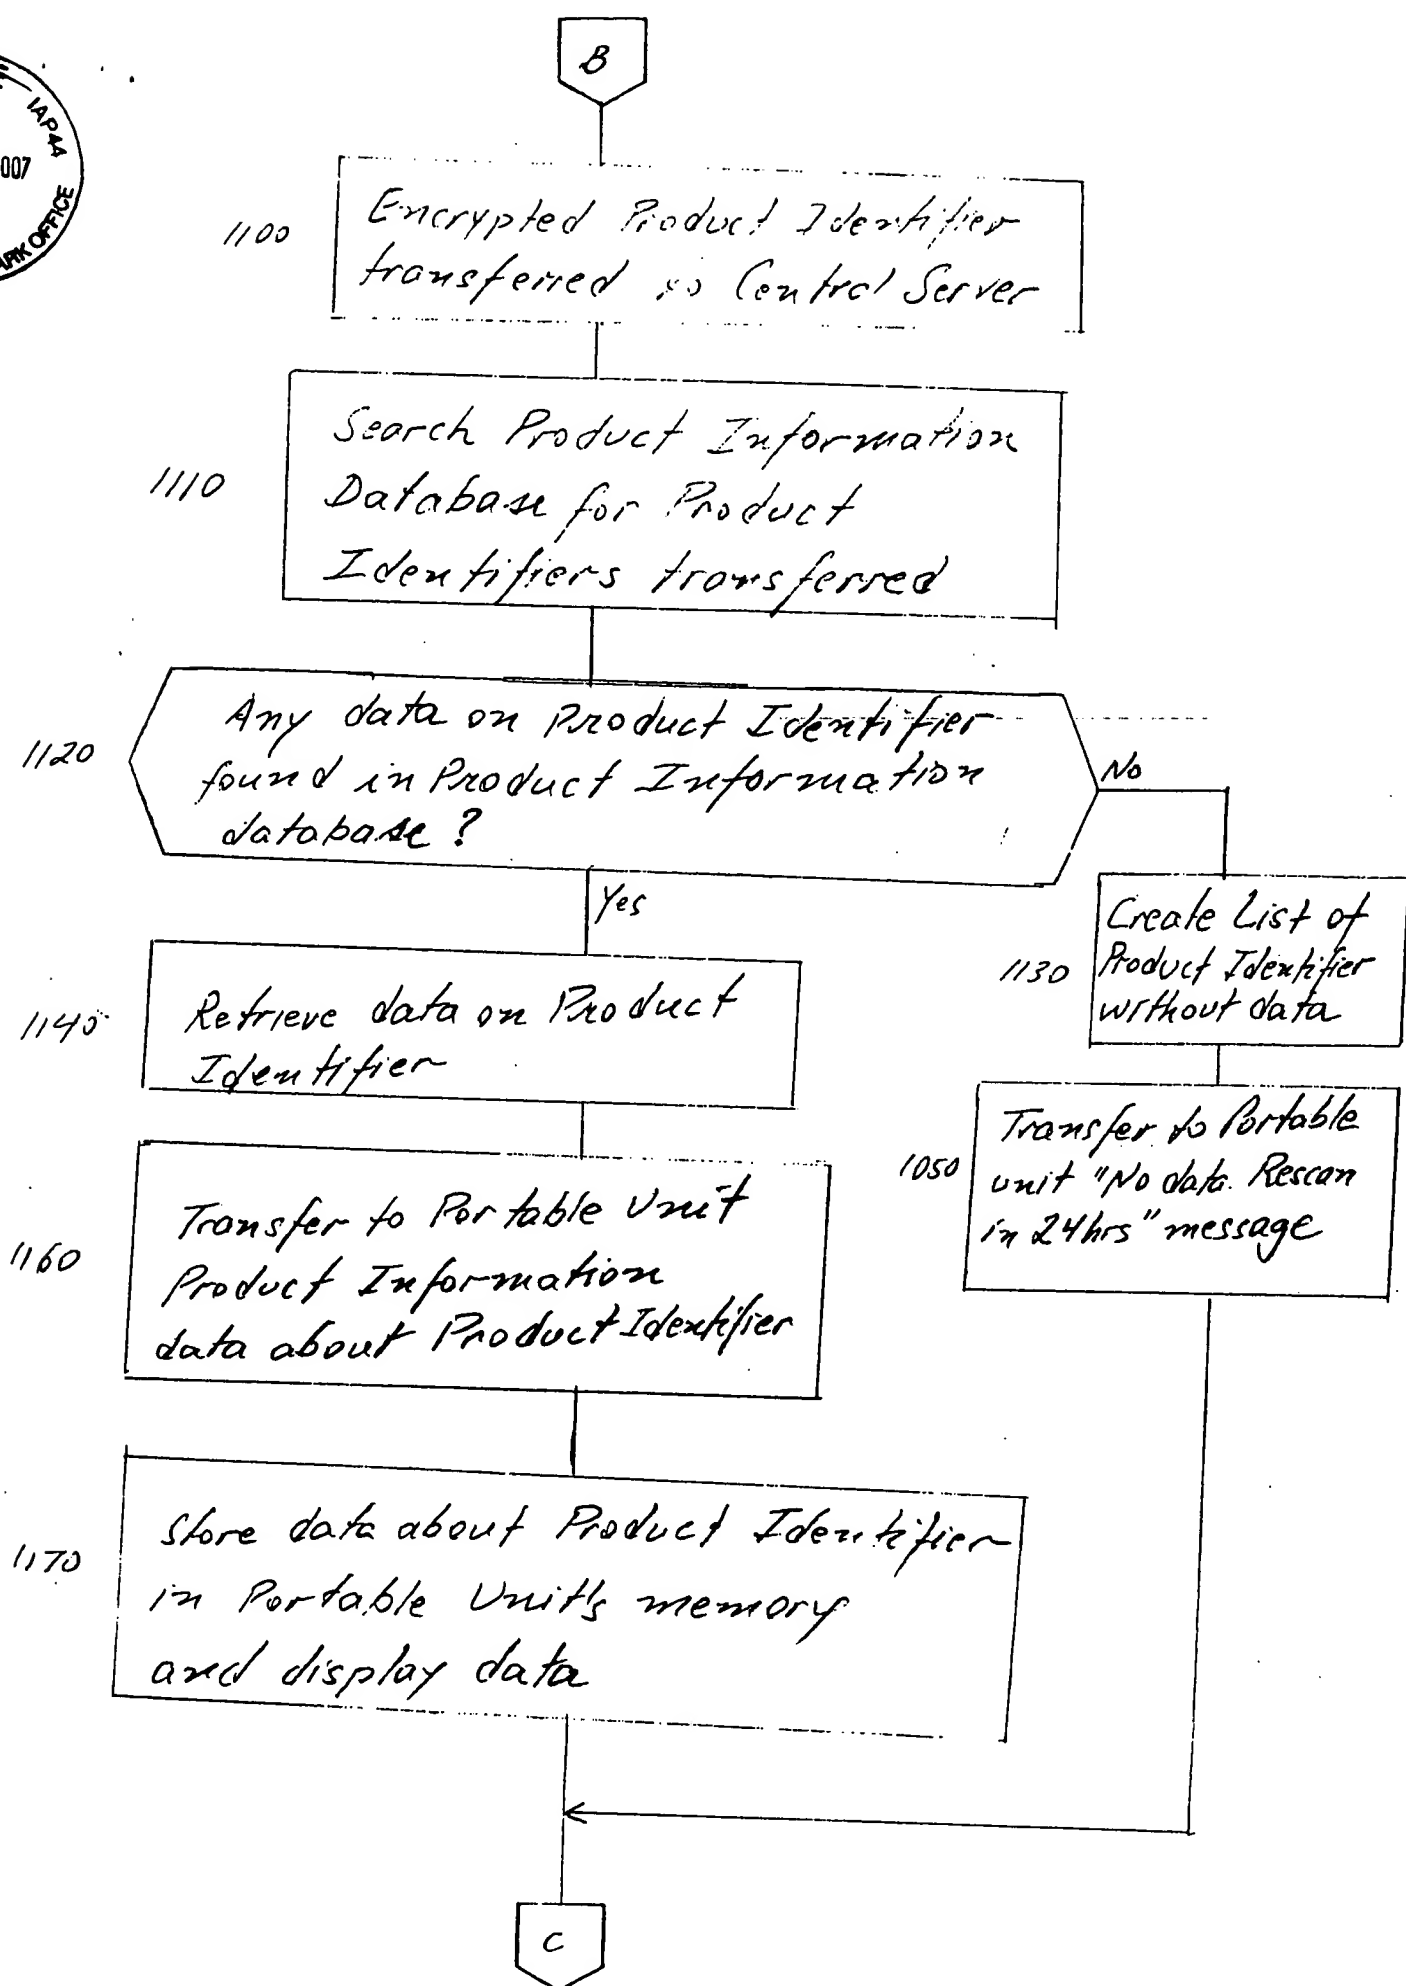 IAP44
007
ARK OFFICE
B
1100
Encrypted Product Identifier
transferred to Central Server
1110
Search Product Information
Database for Product
Identifiers transferred
1120
Any data on Product Identifier
found in Product Information
database?
No
Yes
1130
Create List of
Product Identifier
without data
1140
Retrieve data on Product
Identifier
1050
Transfer to Portable
unit "No data. Rescan
in 24hrs" message
1160
Transfer to Portable Unit
Product Information
data about Product Identifier
1170
Store data about Product Identifier
in Portable Unit's memory
and display data
C